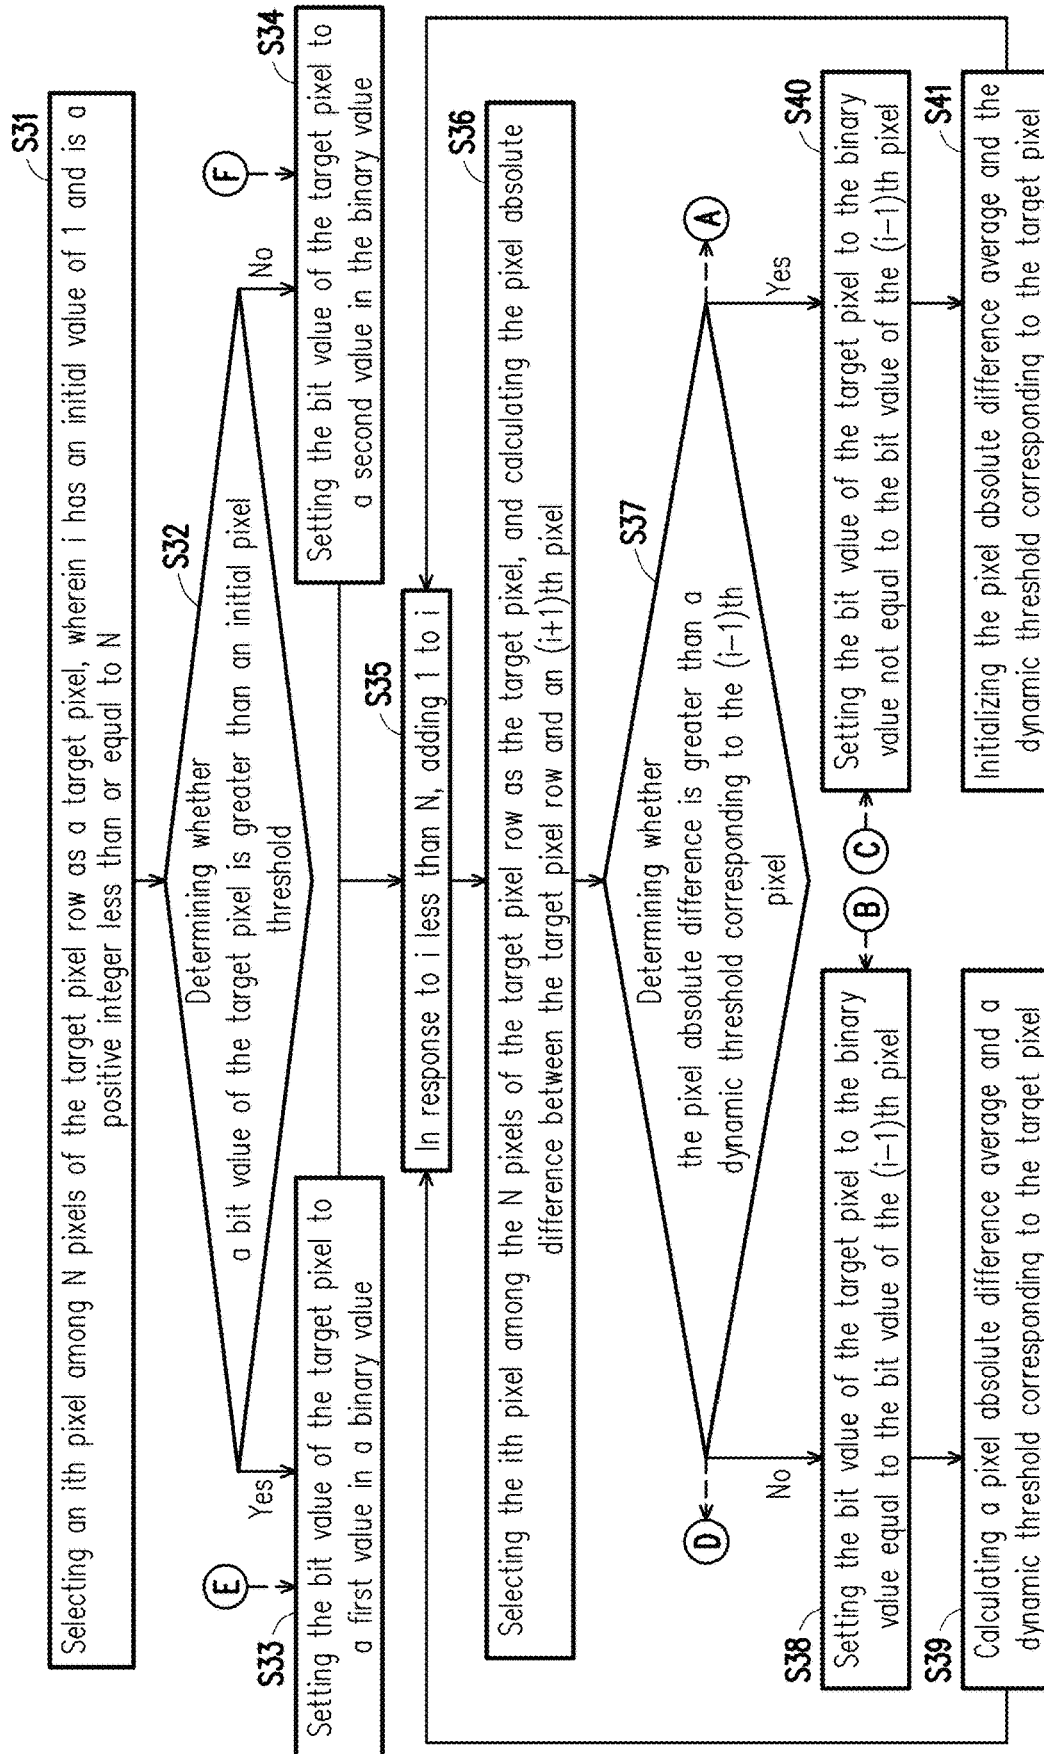 S31
Selecting an ith pixel among N pixels of the target pixel row as a target pixel, wherein i has an initial value of 1 and is a
positive integer less than or equal to N
S32
Determining whether
a bit value of the target pixel is greater than an initial pixel
threshold
Yes
No
E
F
S33
Setting the bit value of the target pixel to
a first value in a binary value
S34
Setting the bit value of the target pixel to
a second value in the binary value
S35
In response to i less than N, adding 1 to i
S36
Selecting the ith pixel among the N pixels of the target pixel row as the target pixel, and calculating the pixel absolute
difference between the target pixel row and an (i+1)th pixel
S37
Determining whether
the pixel absolute difference is greater than a
dynamic threshold corresponding to the (i-1)th
pixel
D
A
No
Yes
S38
Setting the bit value of the target pixel to the binary
value equal to the bit value of the (i-1)th pixel
B
C
S40
Setting the bit value of the target pixel to the binary
value not equal to the bit value of the (i-1)th pixel
S39
Calculating a pixel absolute difference average and a
dynamic threshold corresponding to the target pixel
S41
Initializing the pixel absolute difference average and the
dynamic threshold corresponding to the target pixel